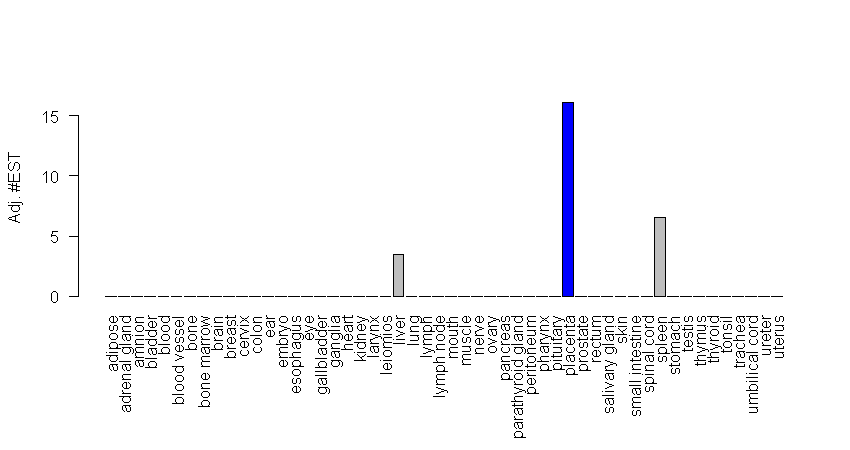 Adj. #EST
15
10
5
0
adipose
adrenal gland
amnion
bladder
blood
blood vessel
bone
bone marrow
brain
breast
cervix
colon
ear
embryo
esophagus
eye
gallbladder
ganglia
heart
kidney
larynx
leiomios
liver
lung
lymph
lymph node
mouth
muscle
nerve
ovary
pancreas
parathyroid gland
peritoneum
pharynx
pituitary
placenta
prostate
rectum
salivary gland
skin
small intestine
spinal cord
spleen
stomach
testis
thymus
thyroid
tonsil
trachea
umbilical cord
ureter
uterus